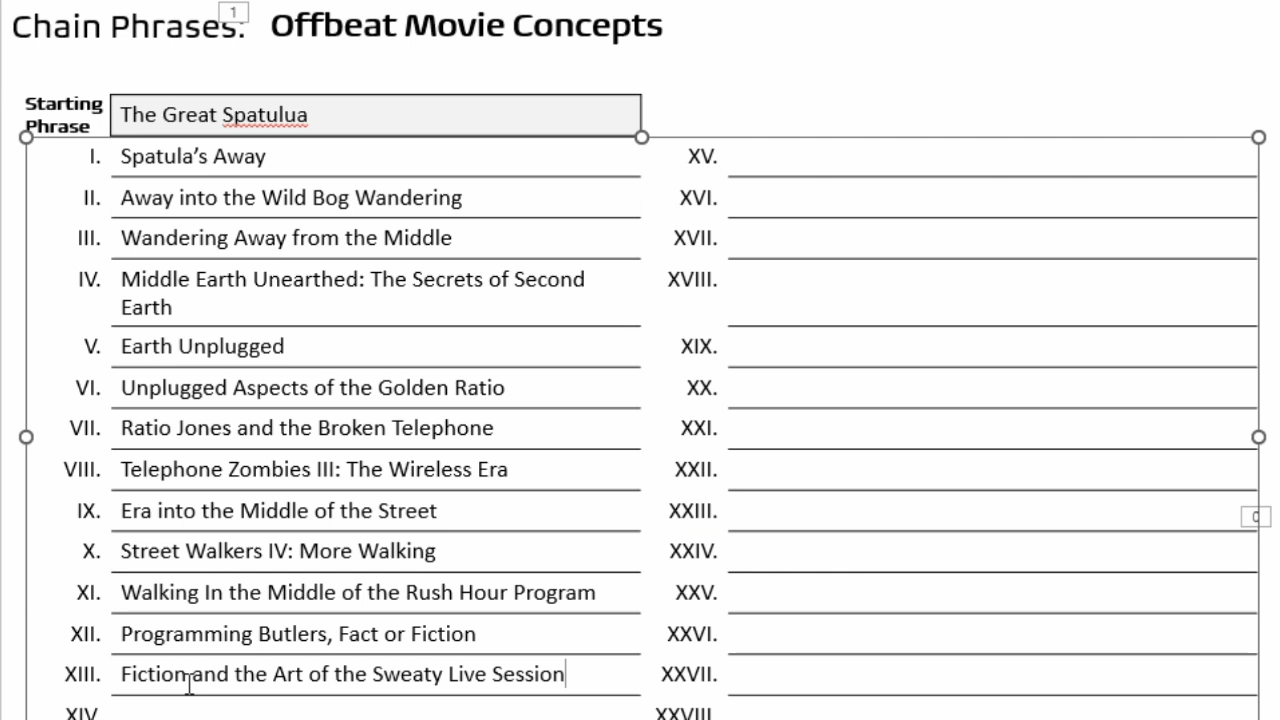 1
Chain Phrases: Offbeat Movie Concepts
Starting
Phrase
The Great Spatulua
I. Spatula’s Away
II. Away into the Wild Bog Wandering
III. Wandering Away from the Middle
IV. Middle Earth Unearthed: The Secrets of Second
Earth
V. Earth Unplugged
VI. Unplugged Aspects of the Golden Ratio
VII. Ratio Jones and the Broken Telephone
VIII. Telephone Zombies III: The Wireless Era
IX. Era into the Middle of the Street
X. Street Walkers IV: More Walking
XI. Walking In the Middle of the Rush Hour Program
XII. Programming Butlers, Fact or Fiction
XIII. Fiction and the Art of the Sweaty Live Session
XIV.
XV.
XVI.
XVII.
XVIII.
XIX.
XX.
XXI.
XXII.
XXIII.
0
XXIV.
XXV.
XXVI.
XXVII.
XXVIII.